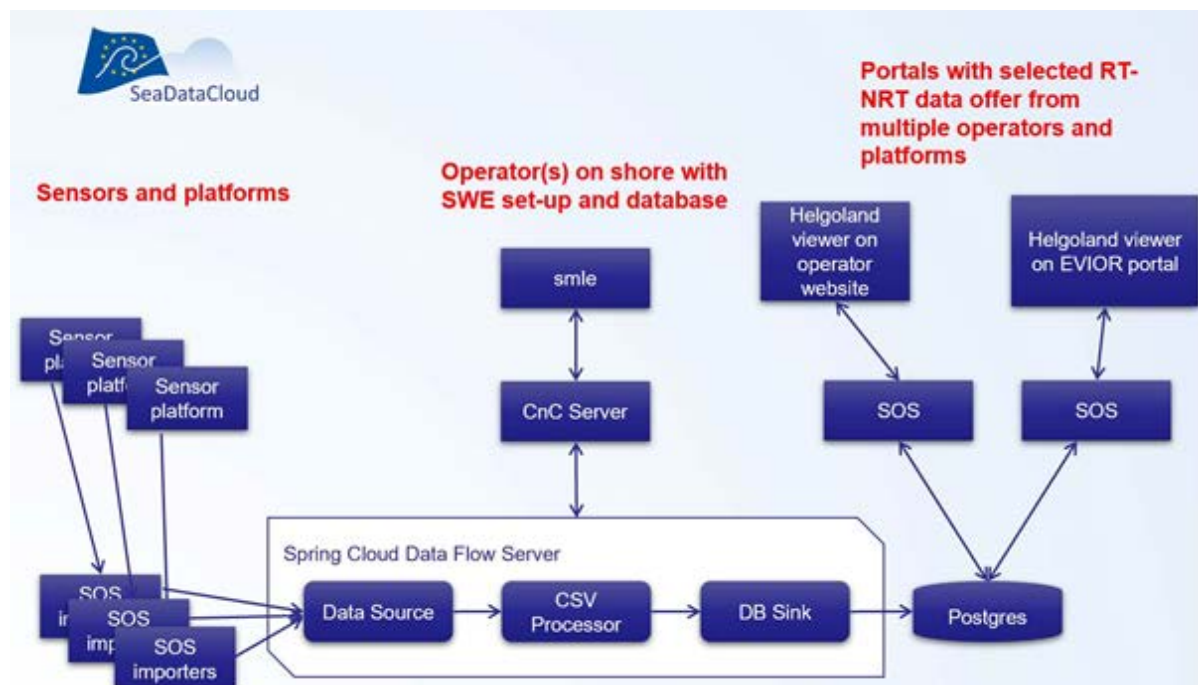 SeaDataCloud
Portals with selected RT-
NRT data offer from
multiple operators and
platforms
Operator(s) on shore with
SWE set-up and database
Sensors and platforms
Helgoland
viewer on
operator
website
Helgoland viewer
on EVIOR portal
smle
Sensor
Sensor
Sensor
platform
CnC Server
SOS
SOS
Spring Cloud Data Flow Server
Data Source
CSV
Processor
DB Sink
Postgres
SOS
SOS
SOS
importers